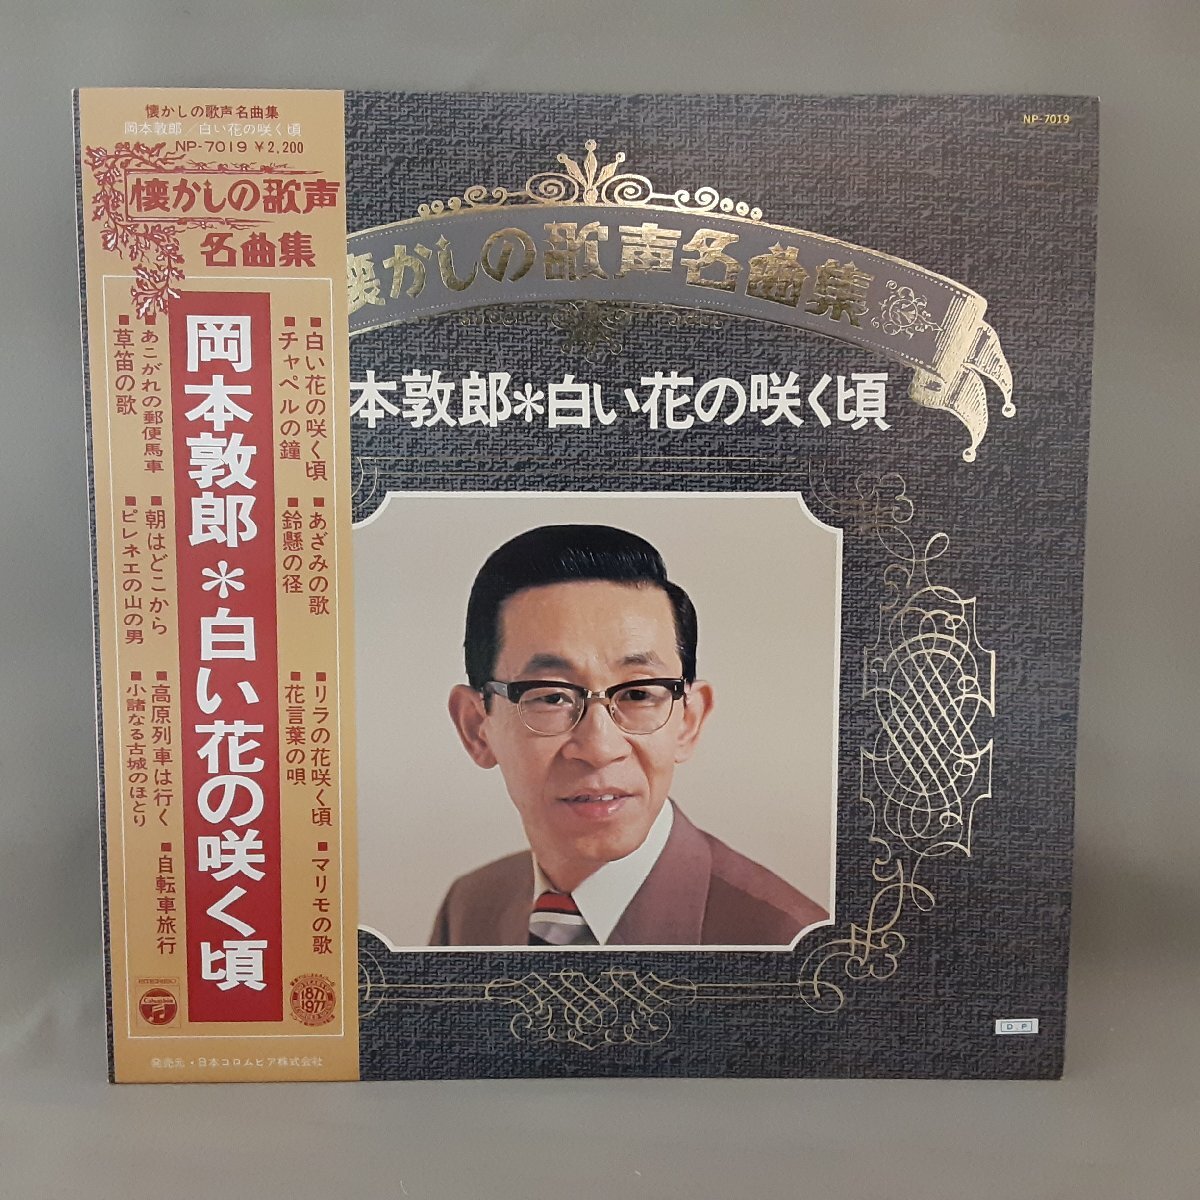 懐かしの歌声名曲集
岡本敦郎／白い花の咲く頃
NP-7019 ¥2,200
懐かしの歌声
名曲集
岡本敦郎＊白い花の咲く頃
■白い花の咲く頃
■チャペルの鐘
■あざみの歌
■鈴懸の径
■リラの花咲く頃
■花言葉の唄
■マリモの歌
■あこがれの郵便馬車
■草笛の歌
■朝はどこから
■ピレネエの山の男
■高原列車は行く
■小諸なる古城のほとり
■自転車旅行
Columbia
1877
1977
発売元・日本コロムビア株式会社
NP-7019
懐かしの歌声名曲集
本敦郎＊白い花の咲く頃
D.P